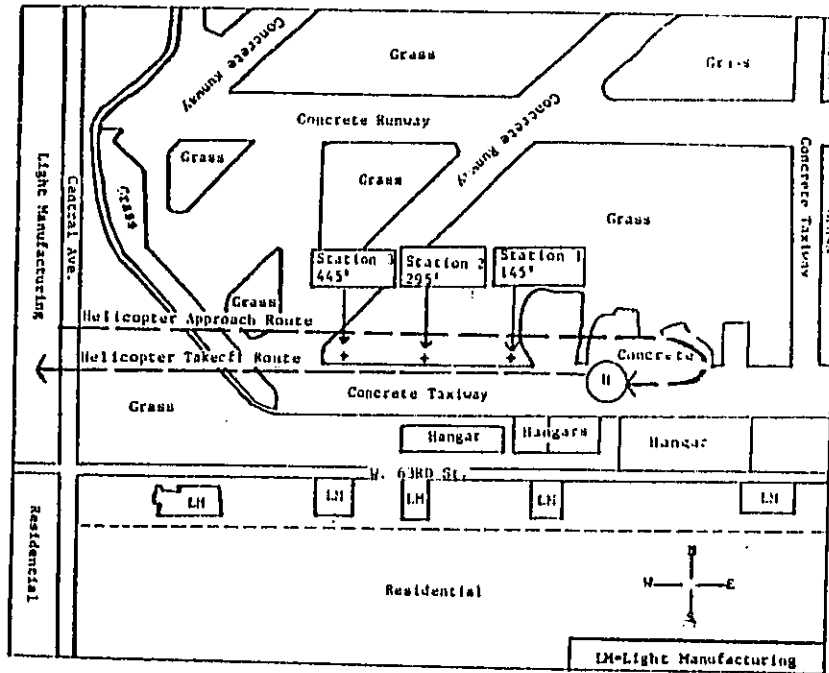 Grass
Grass
Concrete Runway
Concrete Runway
Concrete Runway
Concrete Taxiway
Light Manufacturing
Central Ave.
Grass
Grass
Grass
Grass
Station 3
445'
Station 2
295'
Station 1
145'
Grass
Helicopter Approach Route
Helicopter Takeoff Route
Concrete
H
Grass
Concrete Taxiway
Hangar
Hangars
Hangar
W. 63RD St.
LM
LM
LM
LM
LM
Residential
Residential
N
W
E
S
LM=Light Manufacturing